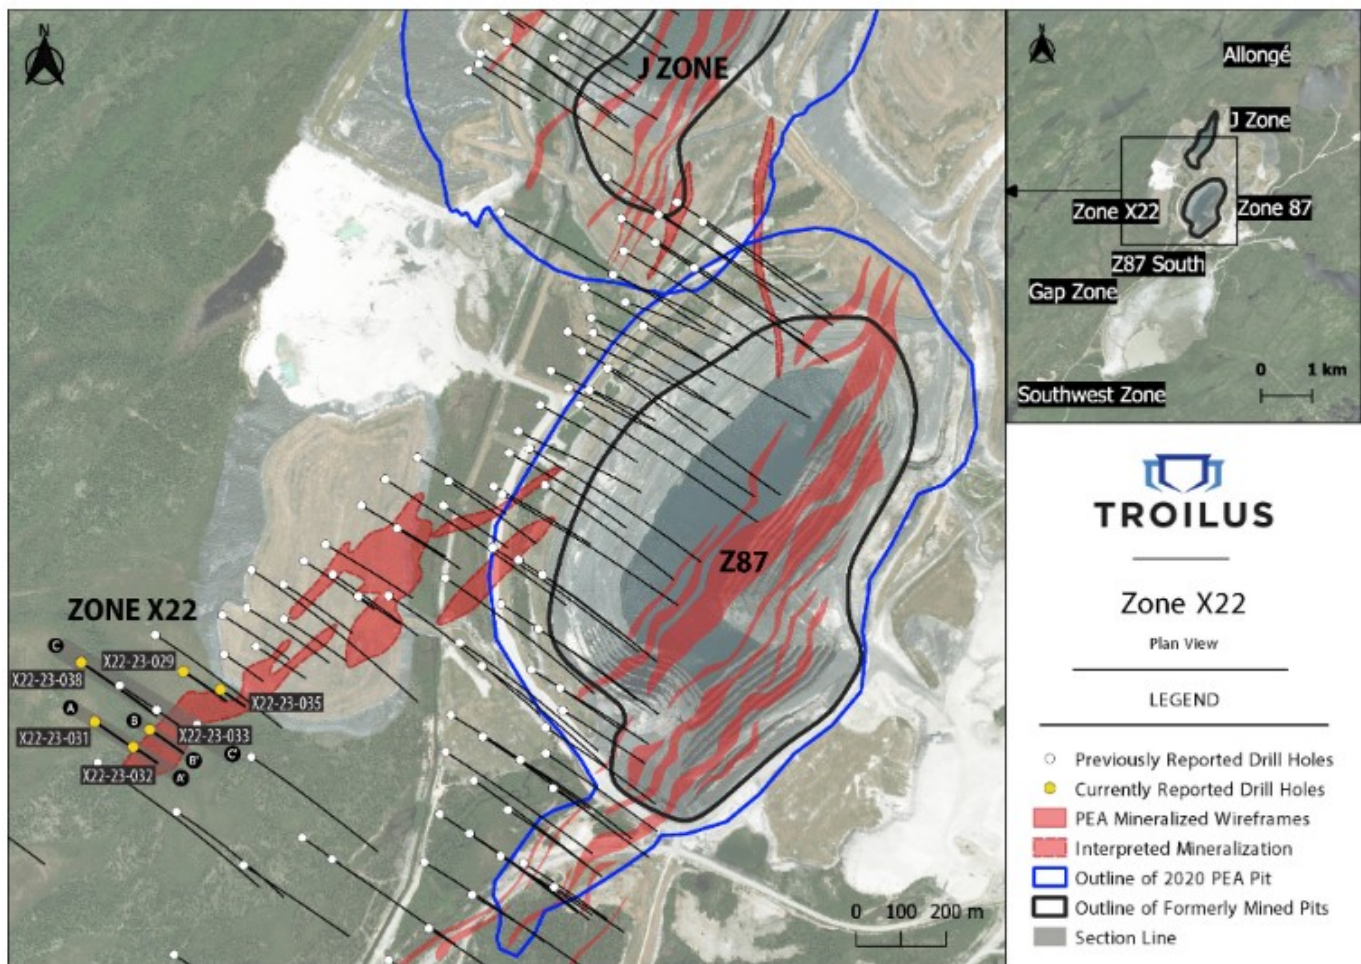 N
J ZONE
Z87
ZONE X22
C
X22-23-029
X22-23-038
X22-23-035
A
B
X22-23-031
X22-23-033
B'
C'
A'
X22-23-032
0 100 200 m
N
Allongé
J Zone
Zone X22
Zone 87
Z87 South
Gap Zone
0 1 km
Southwest Zone
TROILUS
Zone X22
Plan View
LEGEND
Previously Reported Drill Holes
Currently Reported Drill Holes
PEA Mineralized Wireframes
Interpreted Mineralization
Outline of 2020 PEA Pit
Outline of Formerly Mined Pits
Section Line